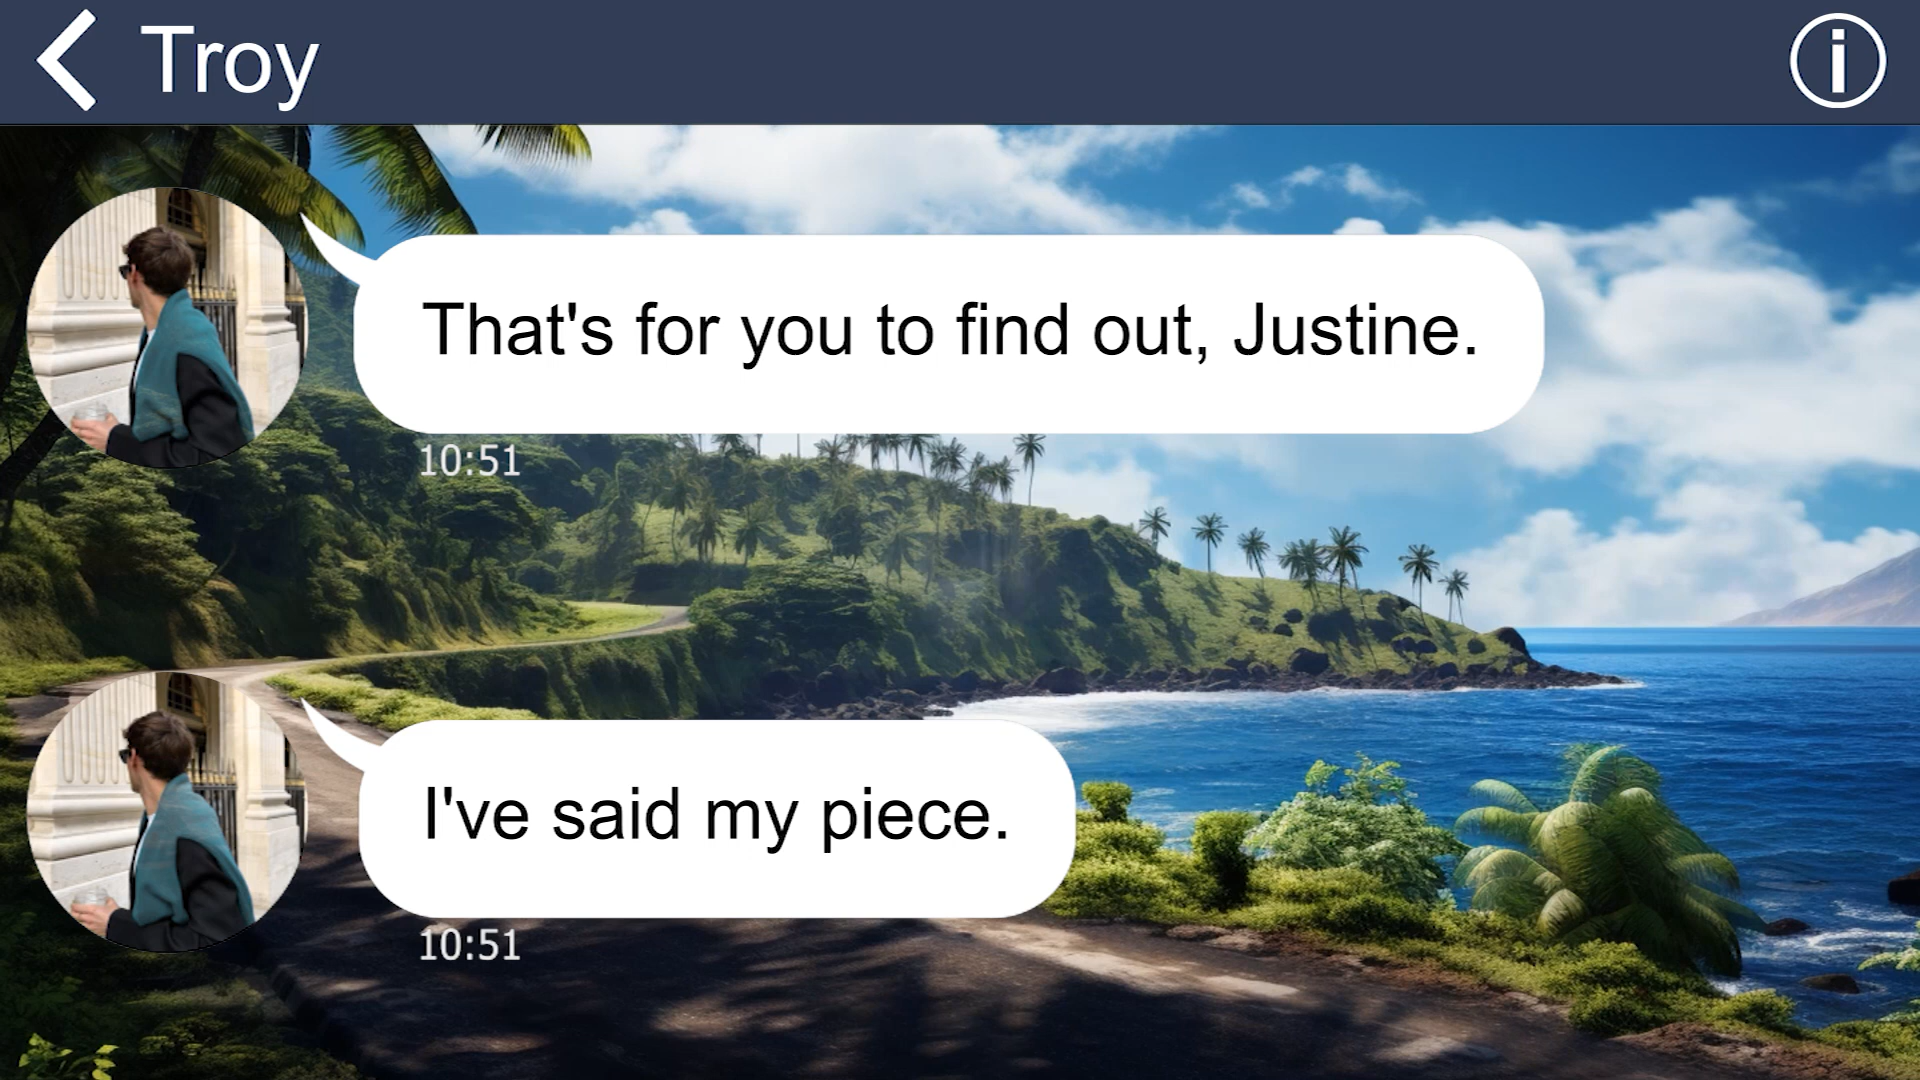 Troy
That's for you to find out, Justine.
10:51
I've said my piece.
10:51